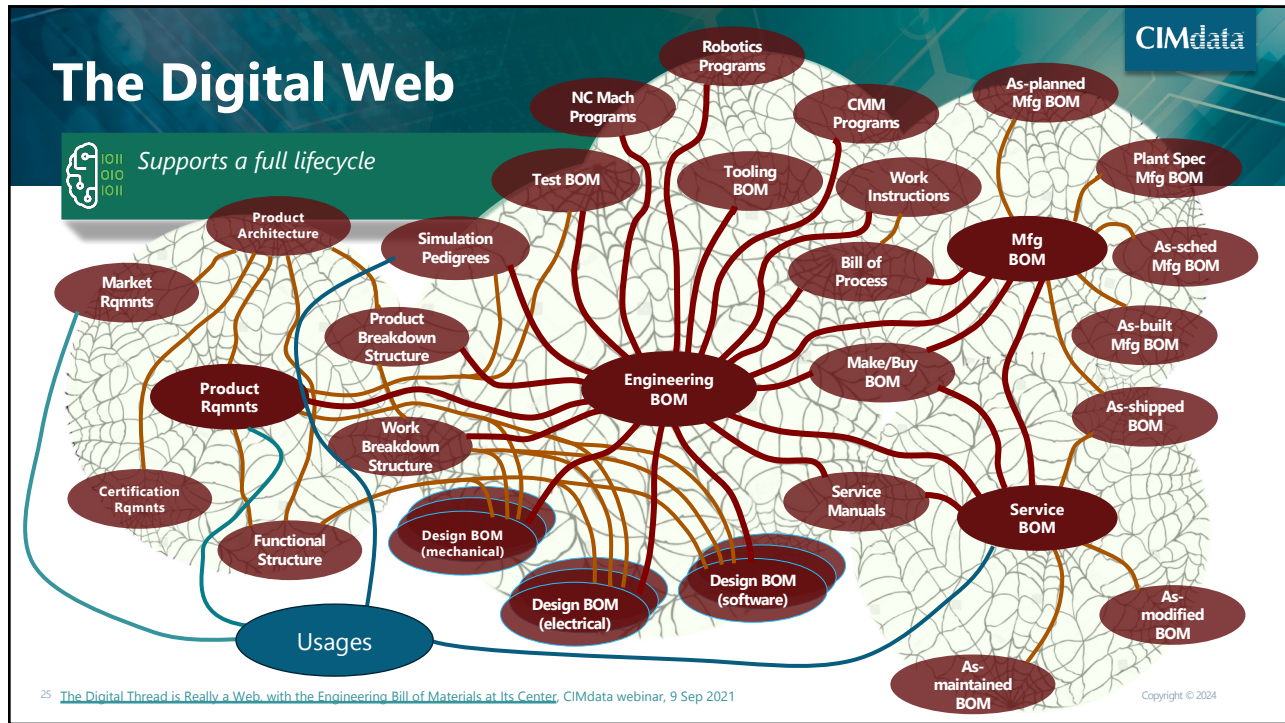 The Digital Web
CIMdata
Supports a full lifecycle
1011
010
1011
Robotics
Programs
NC Mach
Programs
CMM
Programs
As-planned
Mfg BOM
Test BOM
Tooling
BOM
Work
Instructions
Plant Spec
Mfg BOM
Product
Architecture
Simulation
Pedigrees
Mfg
BOM
As-sched
Mfg BOM
Market
Rqmnts
Bill of
Process
Product
Breakdown
Structure
As-built
Mfg BOM
Product
Rqmnts
Engineering
BOM
Make/Buy
BOM
As-shipped
BOM
Work
Breakdown
Structure
Certification
Rqmnts
Service
Manuals
Service
BOM
Functional
Structure
Design BOM
(mechanical)
Design BOM
(electrical)
Design BOM
(software)
As-
modified
BOM
Usages
As-
maintained
BOM
25 The Digital Thread is Really a Web, with the Engineering Bill of Materials at Its Center, CIMdata webinar, 9 Sep 2021
Copyright © 2024